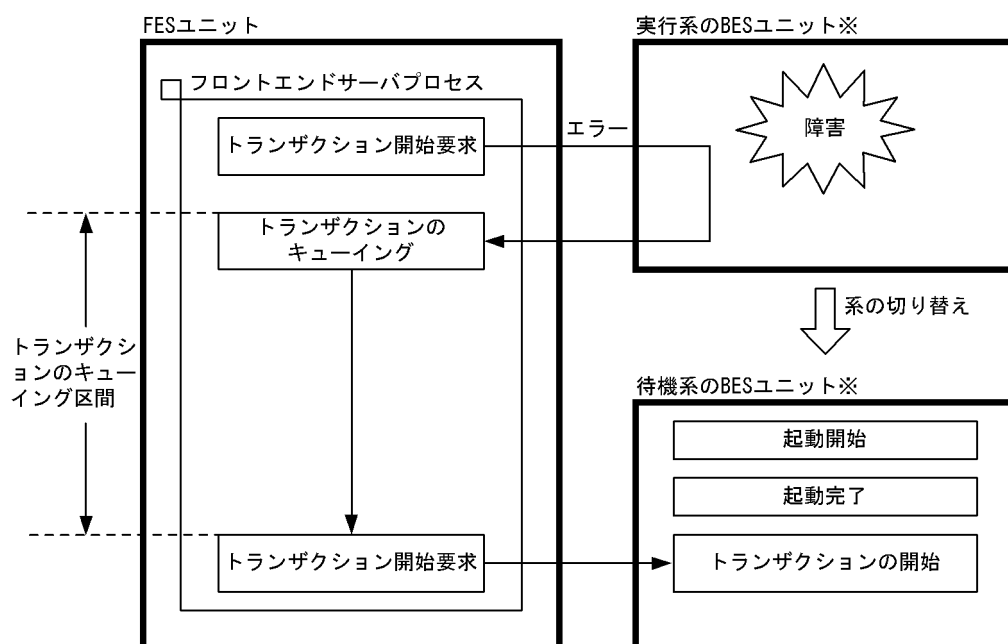 FESユニット
フロントエンドサーバプロセス
トランザクション開始要求
エラー
トランザクションの
キューイング
トランザクシ
ョンのキュー
イング区間
トランザクション開始要求
実行系のBESユニット※
障害
系の切り替え
待機系のBESユニット※
起動開始
起動完了
トランザクションの開始